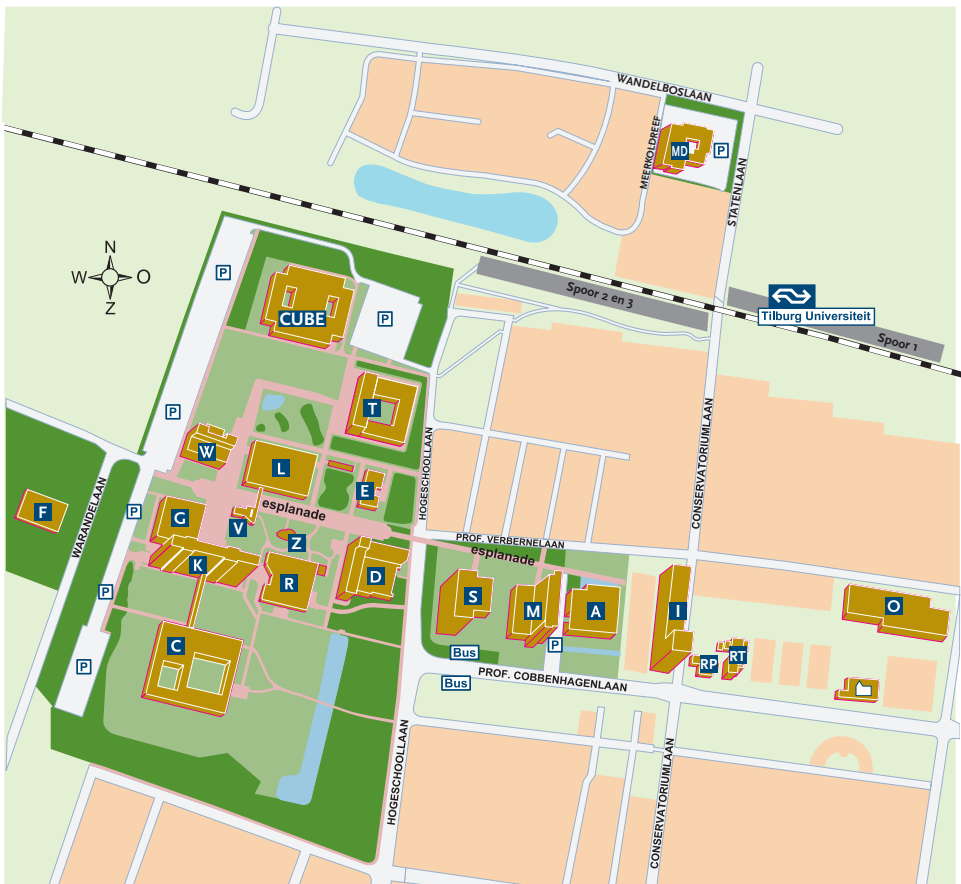 WANDELBOSLAAN
MEERKOLDREEF
MD
P
STATENLAAN
N
W
O
Z
P
CUBE
P
Spoor 2 en 3
Tilburg Universiteit
Spoor 1
T
P
W
L
HOGESCHOOLLAAN
CONSERVATORIUMLAAN
E
F
WARANDELAAN
P
G
V
esplanade
Z
PROF. VERBERNELAAN
esplanade
K
R
D
P
S
M
A
I
O
C
P
Bus
P
RP
RT
Bus
PROF. COBBENHAGENLAAN
HOGESCHOOLLAAN
CONSERVATORIUMLAAN